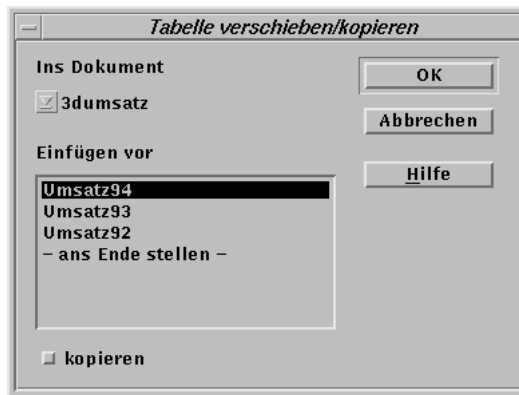 Tabelle verschieben/kopieren
Ins Dokument
3dumsatz
Einfügen vor
Umsatz94
Umsatz93
Umsatz92
– ans Ende stellen –
kopieren
OK
Abbrechen
Hilfe